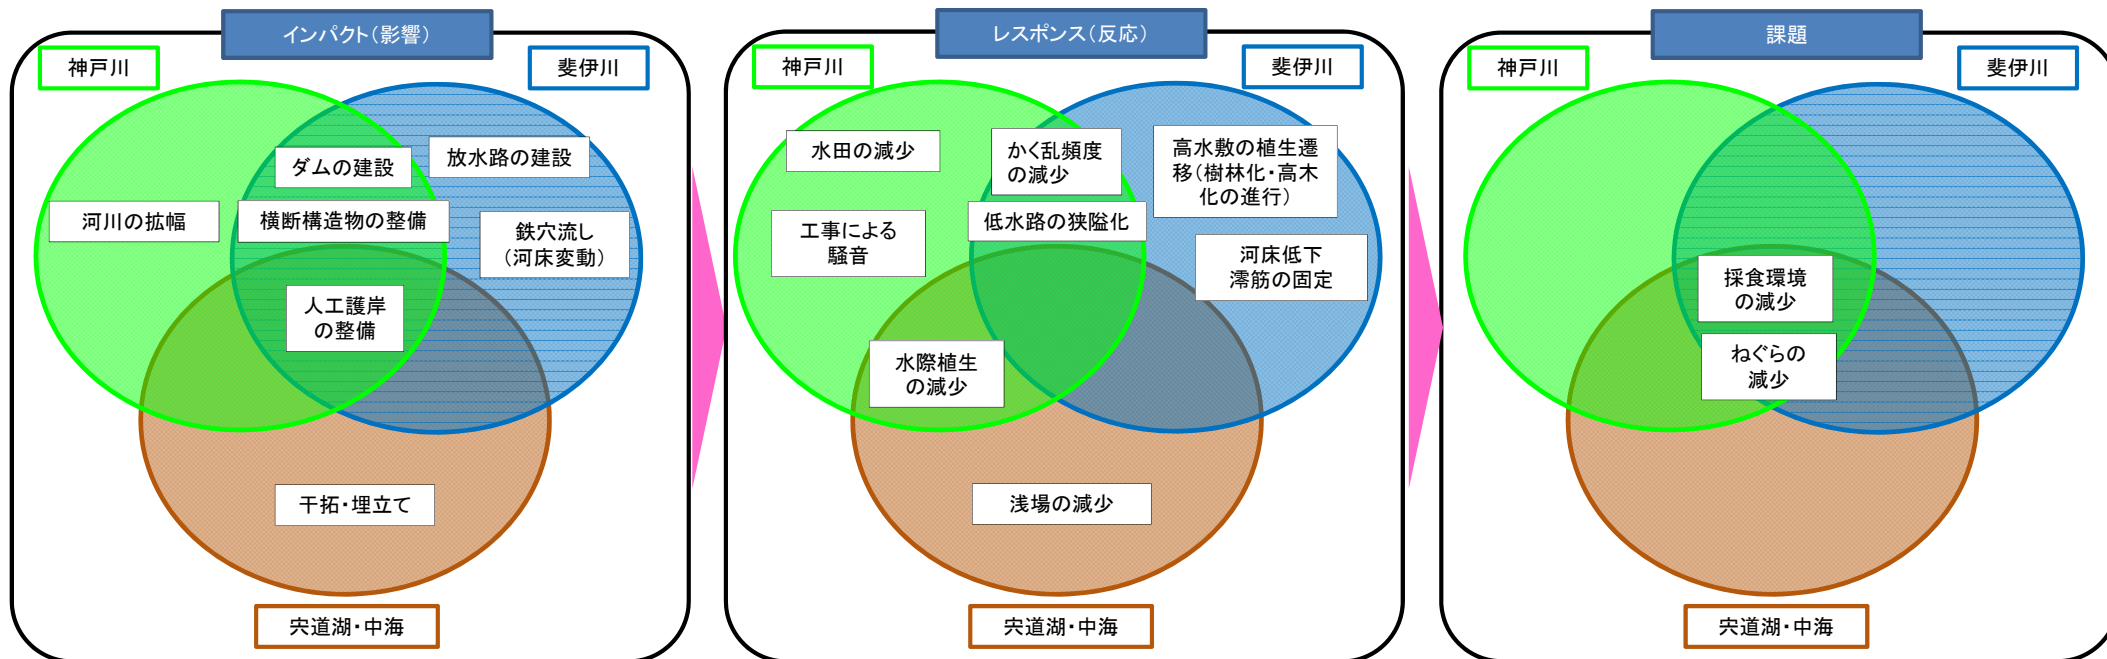 インパクト(影響)
神戸川
斐伊川
ダムの建設
放水路の建設
河川の拡幅
横断構造物の整備
鉄穴流し
(河床変動)
人工護岸
の整備
干拓・埋立て
宍道湖・中海
レスポンス(反応)
神戸川
斐伊川
水田の減少
かく乱頻度
の減少
高水敷の植生遷
移(樹林化・高木
化の進行)
工事による
騒音
低水路の狭隘化
河床低下
澪筋の固定
水際植生
の減少
浅場の減少
宍道湖・中海
課題
神戸川
斐伊川
採食環境
の減少
ねぐらの
減少
宍道湖・中海